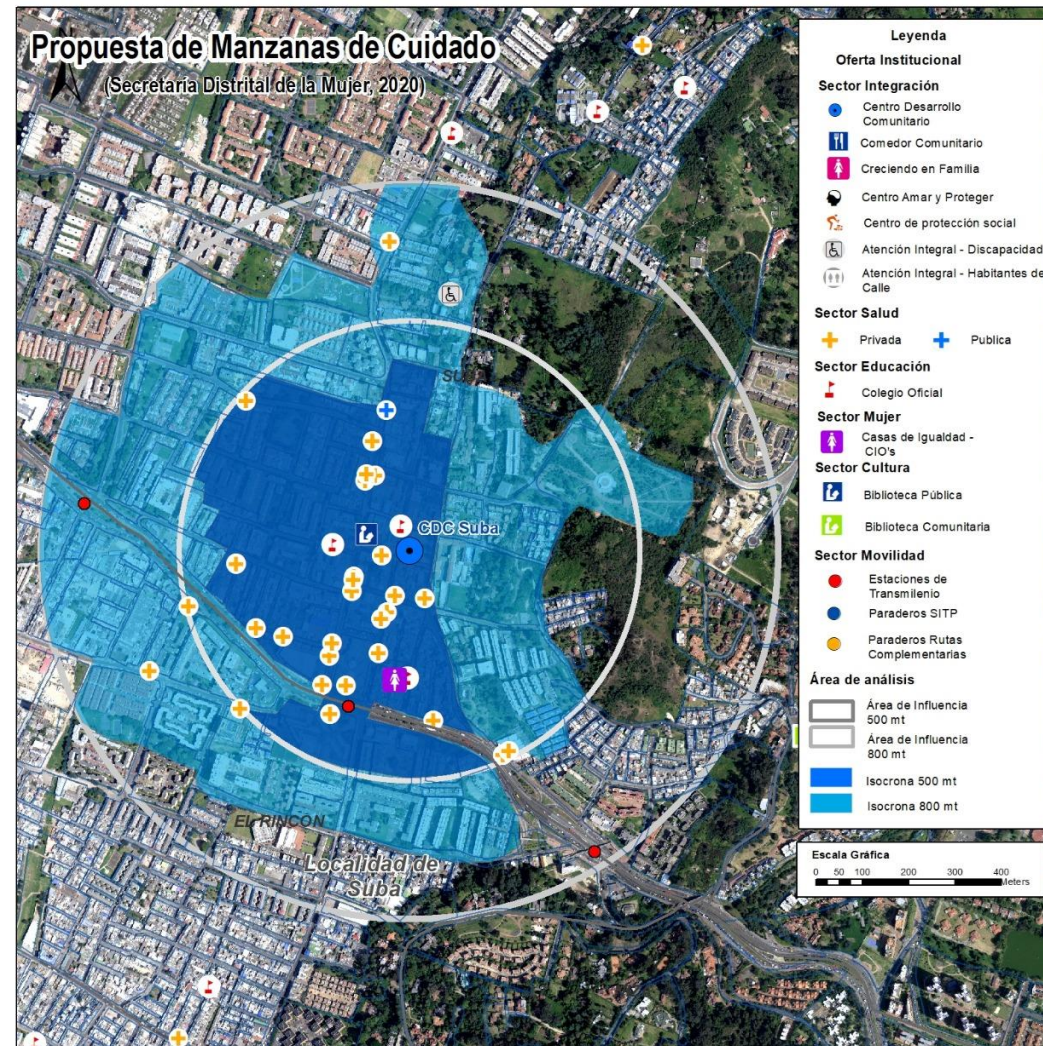 Propuesta de Manzanas de Cuidado
(Secretaría Distrital de la Mujer, 2020)
CDC Suba
EL RINCON
Localidad de
Suba
Leyenda
Oferta Institucional
Sector Integración
Centro Desarrollo
Comunitario
Comedor Comunitario
Creciendo en Familia
Centro Amar y Proteger
Centro de protección social
Atención Integral - Discapacidad
Atención Integral - Habitantes de
Calle
Sector Salud
Privada
Publica
Sector Educación
Colegio Oficial
Sector Mujer
Casas de Igualdad -
CIO's
Sector Cultura
Biblioteca Pública
Biblioteca Comunitaria
Sector Movilidad
Estaciones de
Transmilenio
Paraderos SITP
Paraderos Rutas
Complementarias
Área de análisis
Área de Influencia
500 mt
Área de Influencia
800 mt
Isocrona 500 mt
Isocrona 800 mt
Escala Gráfica
0 50 100 200 300 400
Meters